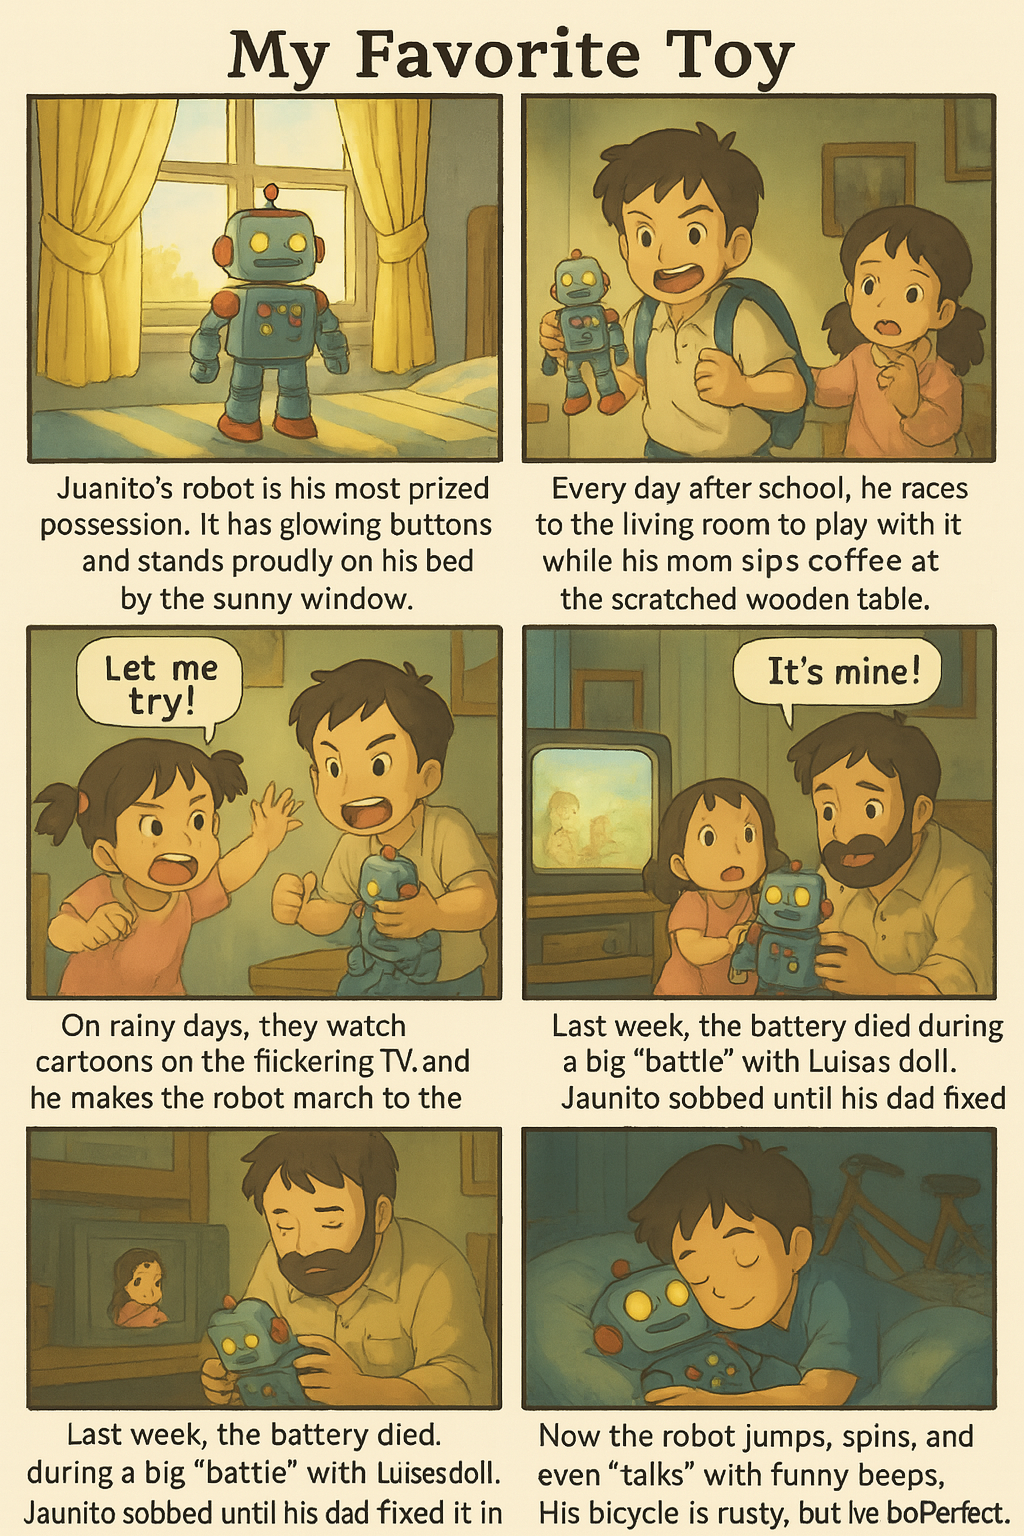 My Favorite Toy
Juanito's robot is his most prized
possession. It has glowing buttons
and stands proudly on his bed
by the sunny window.
Every day after school, he races
to the living room to play with it
while his mom sips coffee at
the scratched wooden table.
Let me
try!
On rainy days, they watch
cartoons on the fiickering TV. and
he makes the robot march to the
It's mine!
Last week, the battery died during
a big "battle" with Luisas doll.
Jaunito sobbed until his dad fixed
Last week, the battery died.
during a big "battie" with Luisesdoll.
Jaunito sobbed until his dad fixed it in
Now the robot jumps, spins, and
even "talks" with funny beeps,
His bicycle is rusty, but Ive boPerfect.